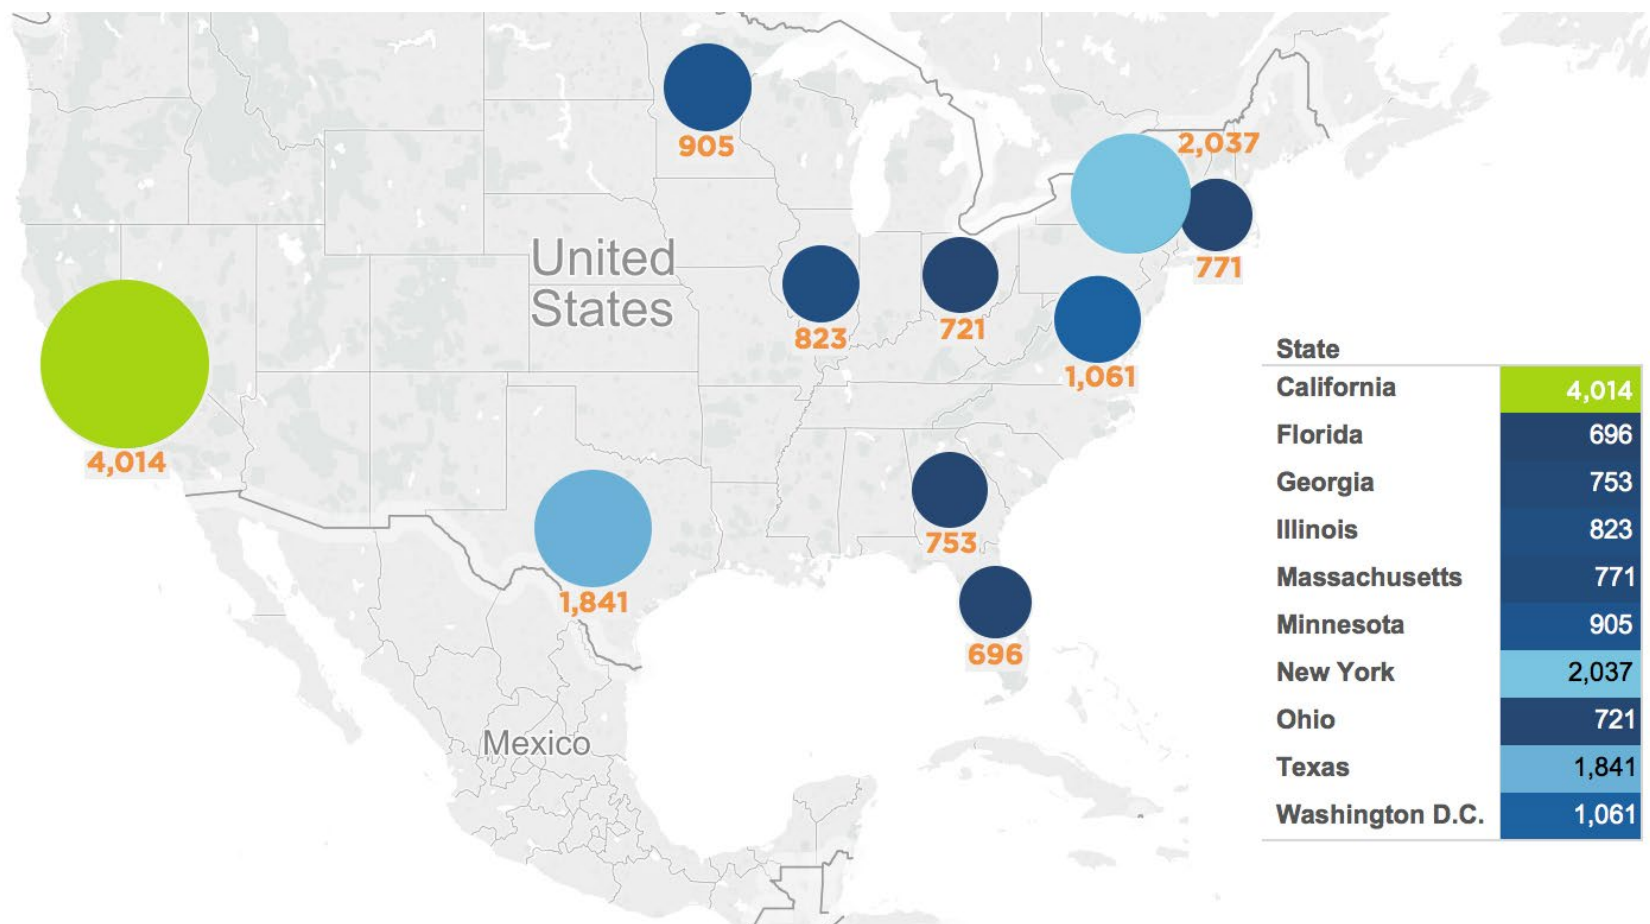 905
2,037
771
United
States
823
721
1,061
4,014
753
1,841
696
Mexico
State
California 4,014
Florida 696
Georgia 753
Illinois 823
Massachusetts 771
Minnesota 905
New York 2,037
Ohio 721
Texas 1,841
Washington D.C. 1,061